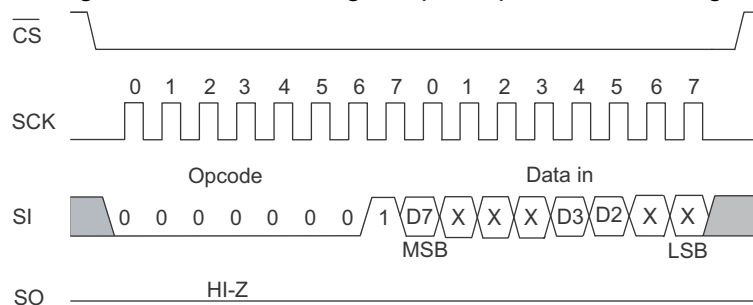 CS
0 1 2 3 4 5 6 7 0 1 2 3 4 5 6 7
SCK
Opcode Data in
SI 0 0 0 0 0 0 0 1 D7 X X X D3 D2 X X
MSB LSB
HI-Z
SO